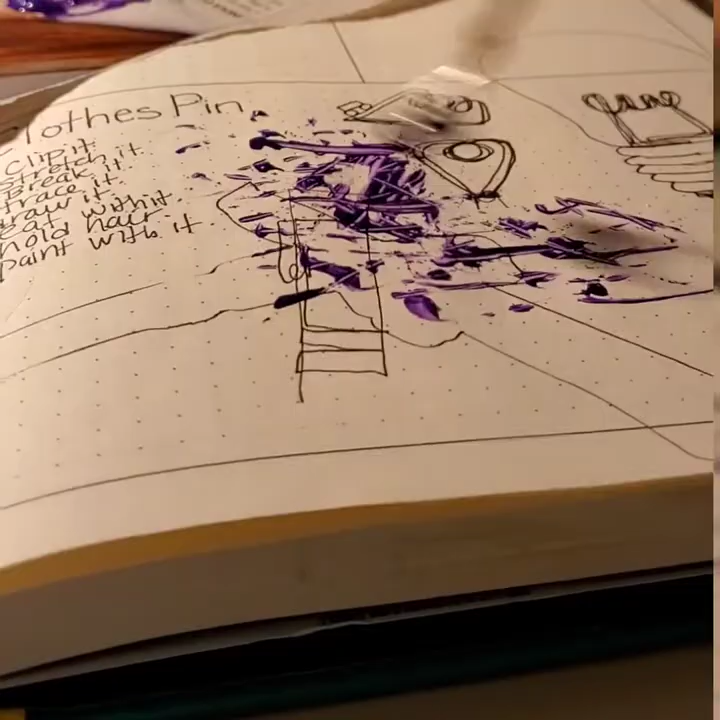 lothes Pin
Clip it
Stretch it
Break it
trace it
Draw it
Eat with it
hold hair
paint with it